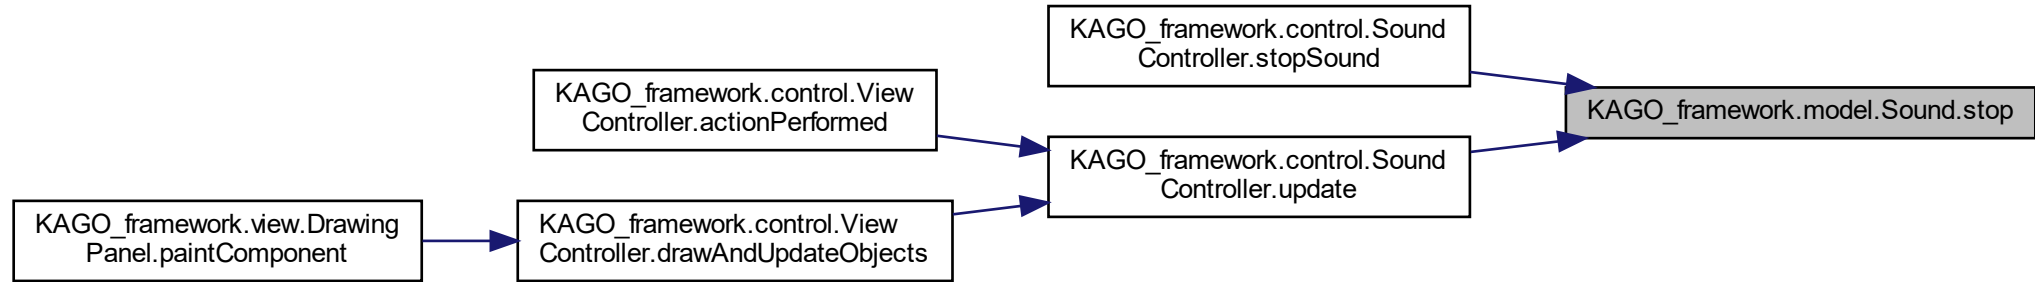 KAGO_framework.control.Sound
Controller.stopSound
KAGO_framework.control.View
Controller.actionPerformed
KAGO_framework.model.Sound.stop
KAGO_framework.control.Sound
Controller.update
KAGO_framework.view.Drawing
Panel.paintComponent
KAGO_framework.control.View
Controller.drawAndUpdateObjects